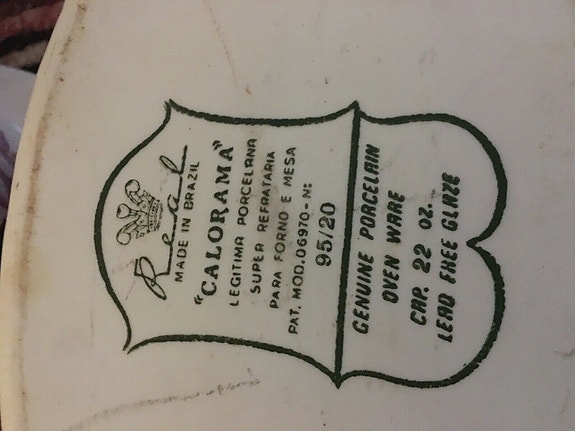 Real
MADE IN BRAZIL
"CALORAMA"
LEGITIMA PORCELANA
SUPER REFRATARIA
PARA FORNO E MESA
PAT. MOD. 06970-Nº
95/20
GENUINE PORCELAIN
OVEN WARE
CAP. 22 OZ.
LEAD FREE GLAZE